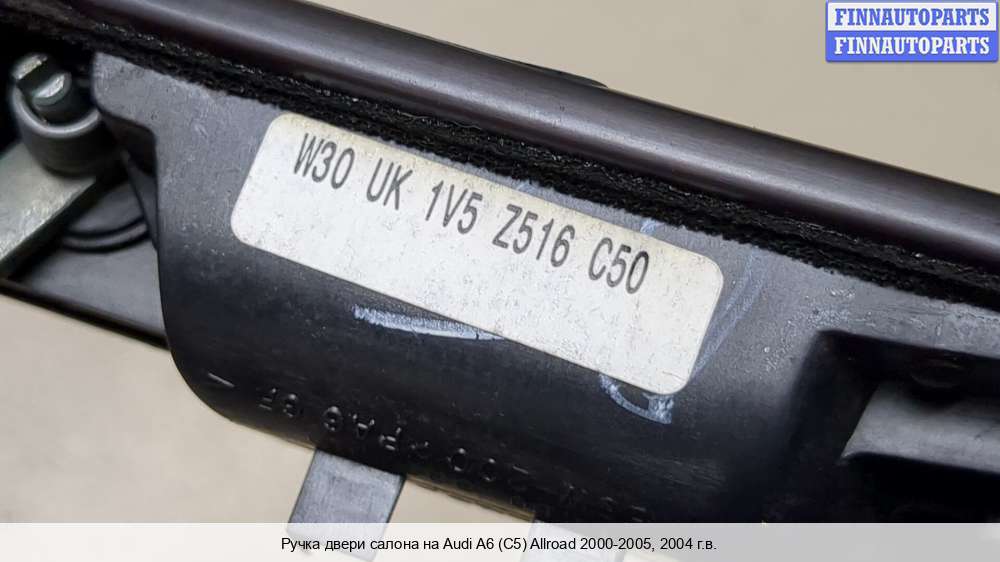 FINNAUTOPARTS
FINNAUTOPARTS
W30 UK 1V5 Z516 C50
Ручка двери салона на Audi A6 (C5) Allroad 2000-2005, 2004 г.в.